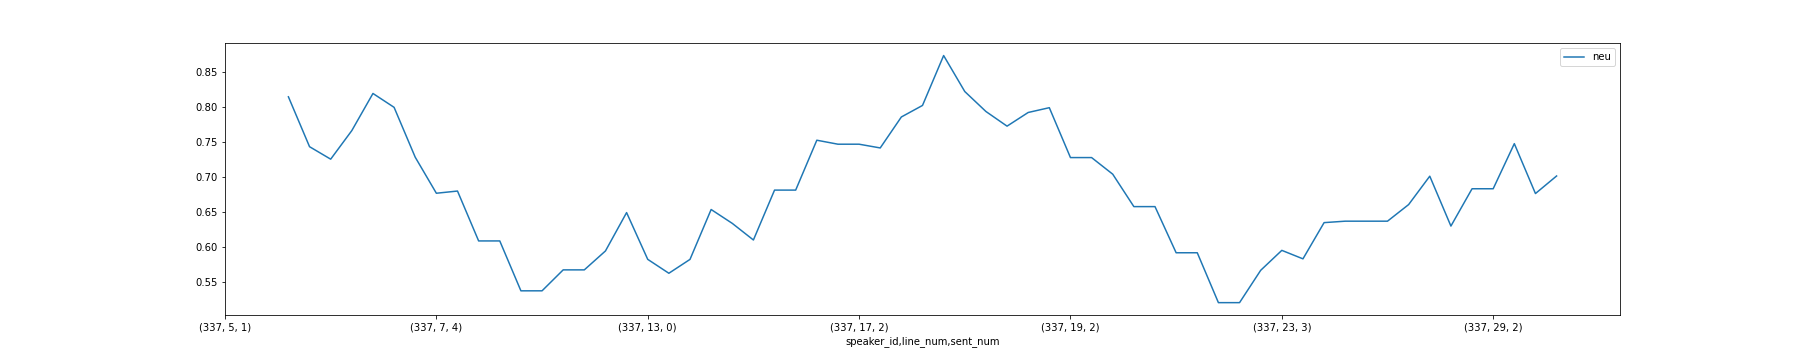 neu
0.85
0.80
0.75
0.70
0.65
0.60
0.55
(337, 5, 1) (337, 7, 4) (337, 13, 0) (337, 17, 2) (337, 19, 2) (337, 23, 3) (337, 29, 2)
speaker_id,line_num,sent_num